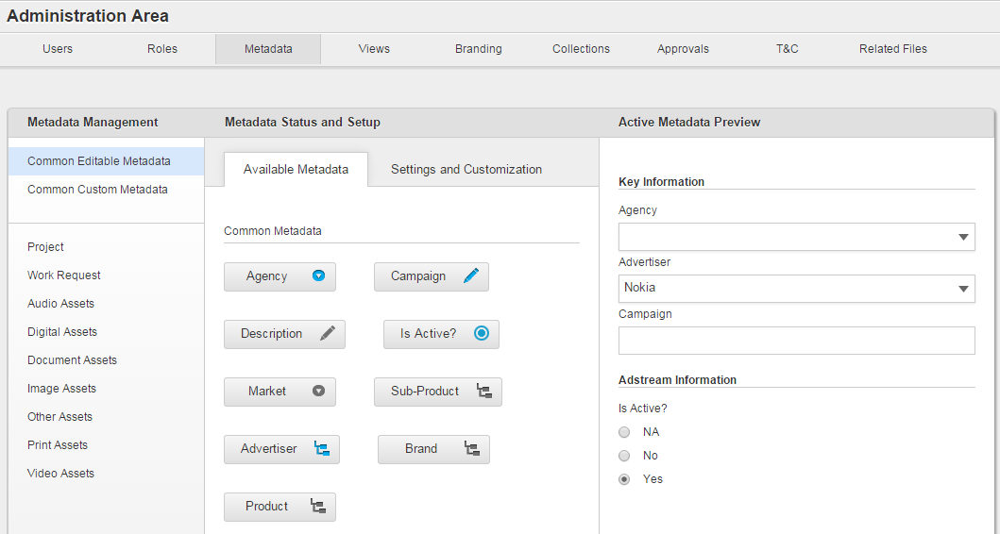 Administration Area
Users Roles Metadata Views Branding Collections Approvals T&C Related Files
Metadata Management
Common Editable Metadata
Common Custom Metadata
Project
Work Request
Audio Assets
Digital Assets
Document Assets
Image Assets
Other Assets
Print Assets
Video Assets
Metadata Status and Setup
Available Metadata Settings and Customization
Common Metadata
Agency Campaign
Description Is Active?
Market Sub-Product
Advertiser Brand
Product
Active Metadata Preview
Key Information
Agency
Advertiser
Nokia
Campaign
Adstream Information
Is Active?
NA
No
Yes